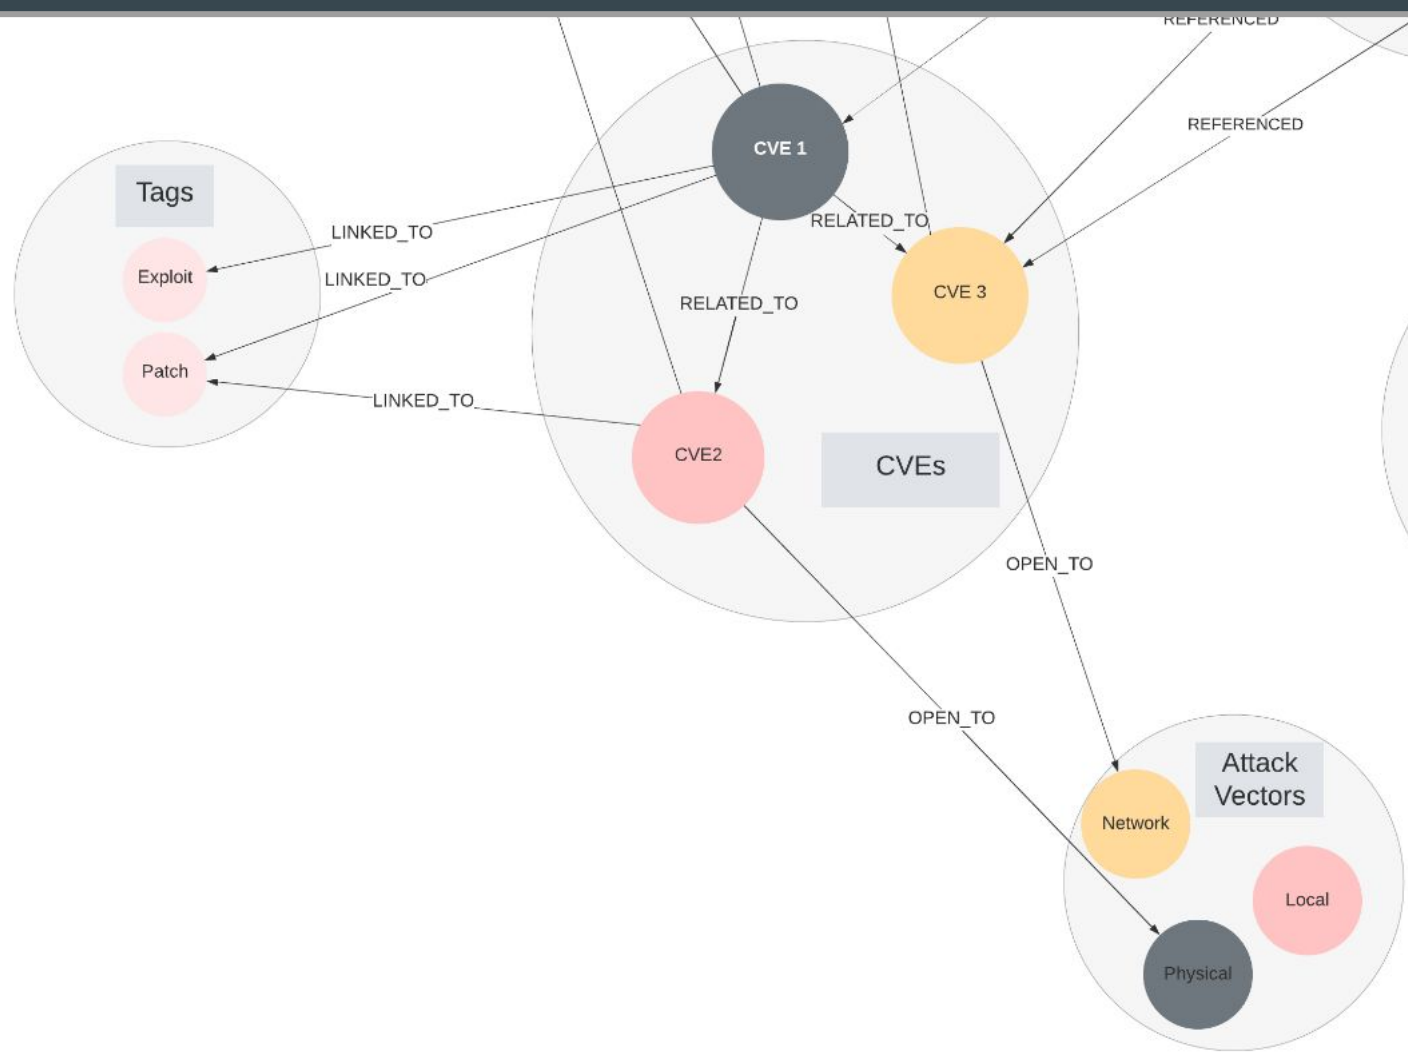 REFERENCED
REFERENCED
CVE 1
Tags
RELATED_TO
LINKED_TO
Exploit
LINKED_TO
CVE 3
RELATED_TO
Patch
LINKED_TO
CVE2
CVEs
OPEN_TO
OPEN_TO
Attack
Vectors
Network
Local
Physical